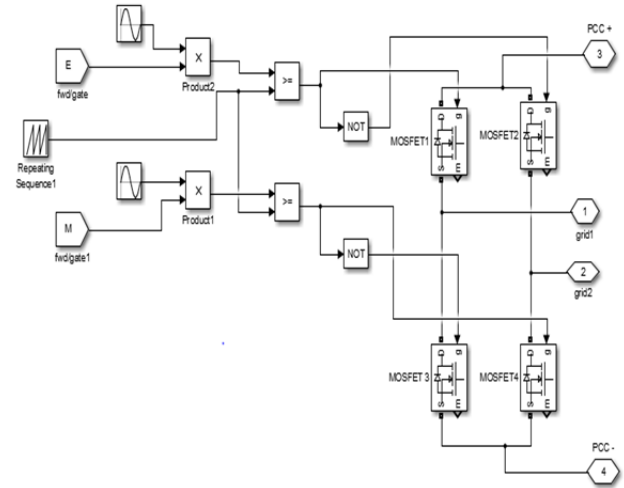 PCC +
3
E
fwd/gate
X
Product2
>=
NOT
MOSFET1
D
g
S
m
MOSFET2
D
g
S
m
Repeating
Sequence1
X
Product1
>=
M
fwd/gate1
NOT
1
grid1
2
grid2
MOSFET 3
D
g
S
m
MOSFET4
D
g
S
m
PCC -
4